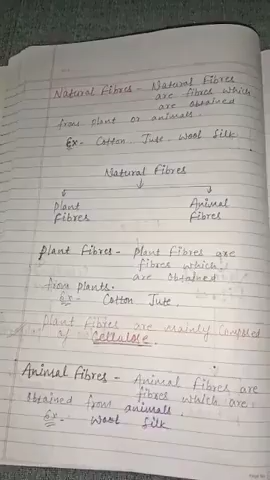 Natural Fibres - Natural Fibres
are fibres which
are obtained
from plant or animals.
Ex - Cotton, Jute, Wool Silk
Natural Fibres
Plant Animal
Fibres Fibres
Plant Fibres - Plant Fibres are
fibres which
are obtained
from plants.
Ex - Cotton Jute
Plant Fibres are mainly Composed
of Cellulose.
Animal Fibres - Animal Fibres are
fibres which are
obtained from animals.
Ex - Wool Silk